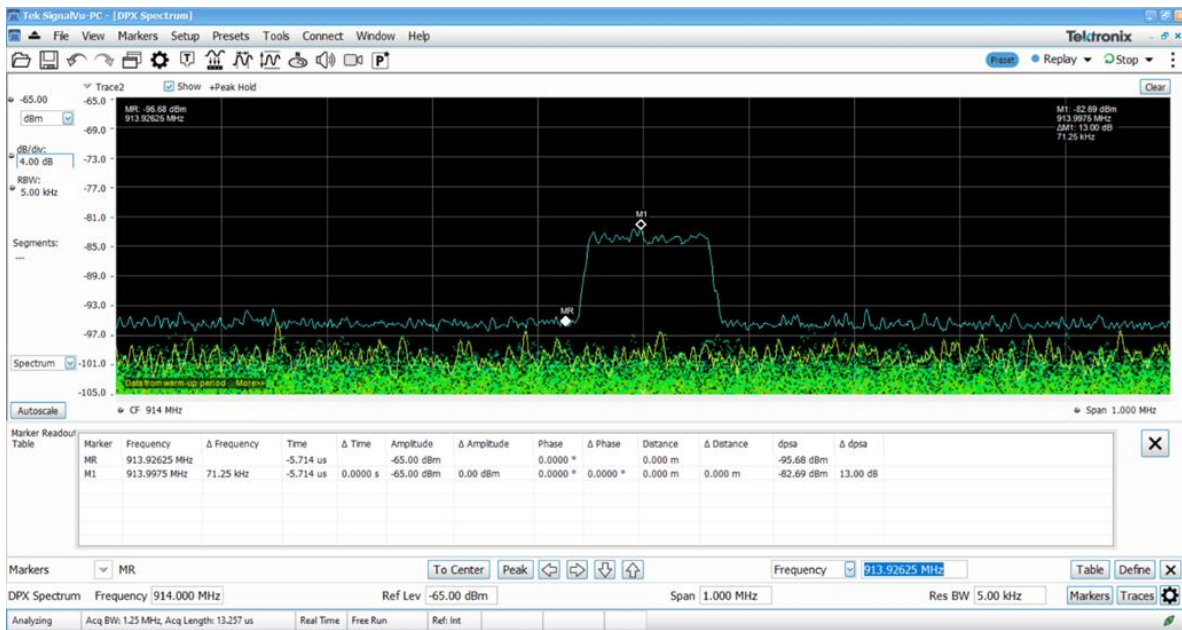 Tek SignalVu-PC - [DPX Spectrum]
File View Markers Setup Presets Tools Connect Window Help
Tektronix
Preset Replay Stop
Trace2 Show +Peak Hold Clear
-65.00
dBm
dB/div:
4.00 dB
RBW:
5.00 kHz
Segments:
---
Spectrum
Autoscale
-65.0
-69.0
-73.0
-77.0
-81.0
-85.0
-89.0
-93.0
-97.0
-101.0
-105.0
MR: -95.68 dBm
913.92625 MHz
M1: -82.69 dBm
913.9975 MHz
ΔM1: 13.00 dB
71.25 kHz
M1
MR
Data from warm-up period More>>
CF 914 MHz Span 1.000 MHz
Marker Readout
Table
Marker Frequency Δ Frequency Time Δ Time Amplitude Δ Amplitude Phase Δ Phase Distance Δ Distance dpsa Δ dpsa
MR 913.92625 MHz -5.714 us -65.00 dBm 0.0000 ° 0.000 m -95.68 dBm
M1 913.9975 MHz 71.25 kHz -5.714 us 0.0000 s -65.00 dBm 0.00 dBm 0.0000 ° 0.0000 ° 0.000 m 0.000 m -82.69 dBm 13.00 dB
Markers MR To Center Peak Frequency 913.92625 MHz Table Define
DPX Spectrum Frequency 914.000 MHz Ref Lev -65.00 dBm Span 1.000 MHz Res BW 5.00 kHz Markers Traces
Analyzing Acq BW: 1.25 MHz, Acq Length: 13.257 us Real Time Free Run Ref: Int